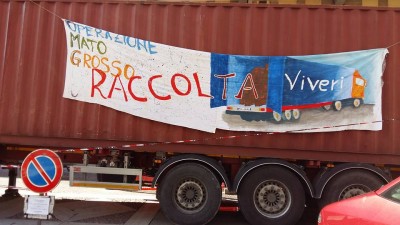 OPERAZIONE
MATO
GROSSO
RACCOLTA
Viveri